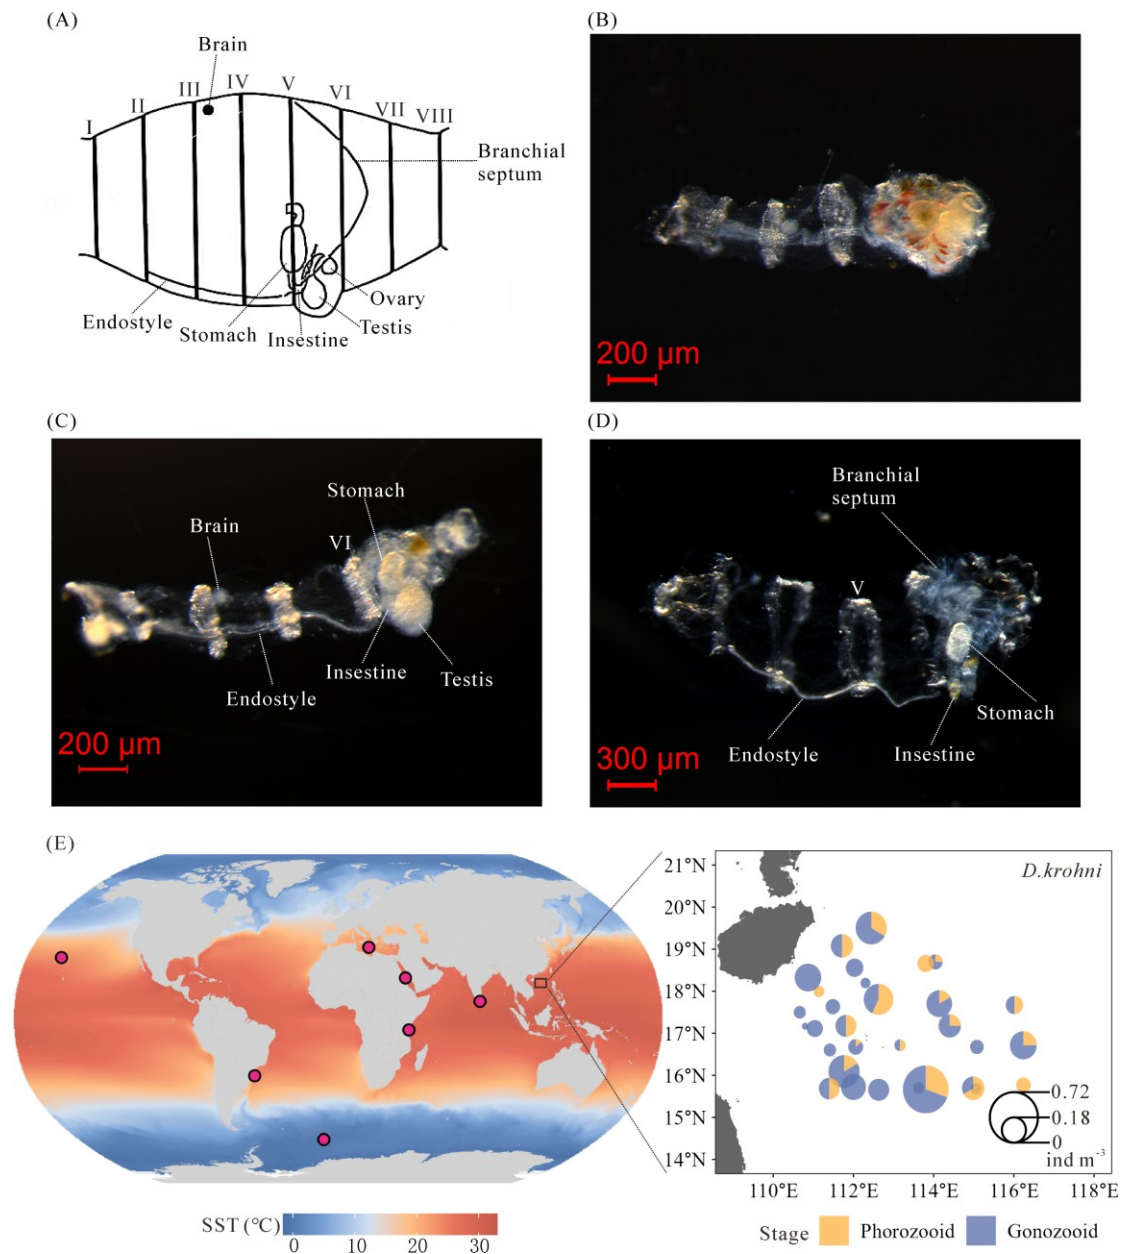 (A)
Brain
I
II
III
IV
V
VI
VII
VIII
Branchial
septum
Ovary
Testis
Insestine
Stomach
Endostyle
(B)
200 µm
(C)
Stomach
Brain
VI
Insestine
Testis
Endostyle
200 µm
(D)
Branchial
septum
V
Stomach
Endostyle
Insestine
300 µm
(E)
SST (°C)
0
10
20
30
D.krohni
21°N
20°N
19°N
18°N
17°N
16°N
15°N
14°N
0.72
0.18
0
ind m⁻³
110°E
112°E
114°E
116°E
118°E
Stage
Phorozooid
Gonozooid